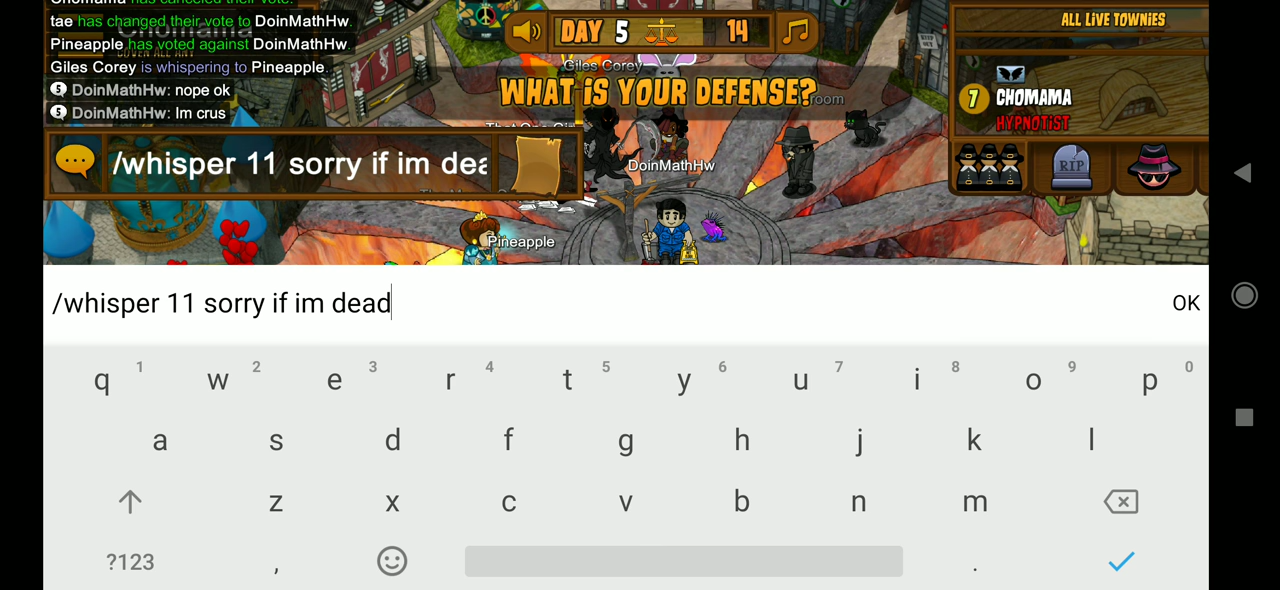 tae has changed their vote to DoinMathHw.
Pineapple has voted against DoinMathHw.
Giles Corey is whispering to Pineapple.
5 DoinMathHw: nope ok
5 DoinMathHw: Im crus
/whisper 11 sorry if im dea
DAY 5
14
Giles Corey
WHAT IS YOUR DEFENSE?
DoinMathHw
Pineapple
ALL LIVE TOWNIES
7 CHOMAMA
HYPNOTIST
RIP
/whisper 11 sorry if im dead
OK
q 1 w 2 e 3 r 4 t 5 y 6 u 7 i 8 o 9 p 0
a s d f g h j k l
z x c v b n m
?123 , .